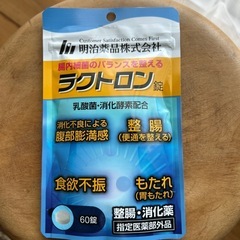 明治薬品株式会社
Customer Satisfaction Comes First
腸内細菌のバランスを整える
ラクトロン錠
乳酸菌・消化酵素配合
消化不良による
腹部膨満感
整腸
(便通を整える)
食欲不振
もたれ
(胃もたれ)
60錠
整腸・消化薬
指定医薬部外品